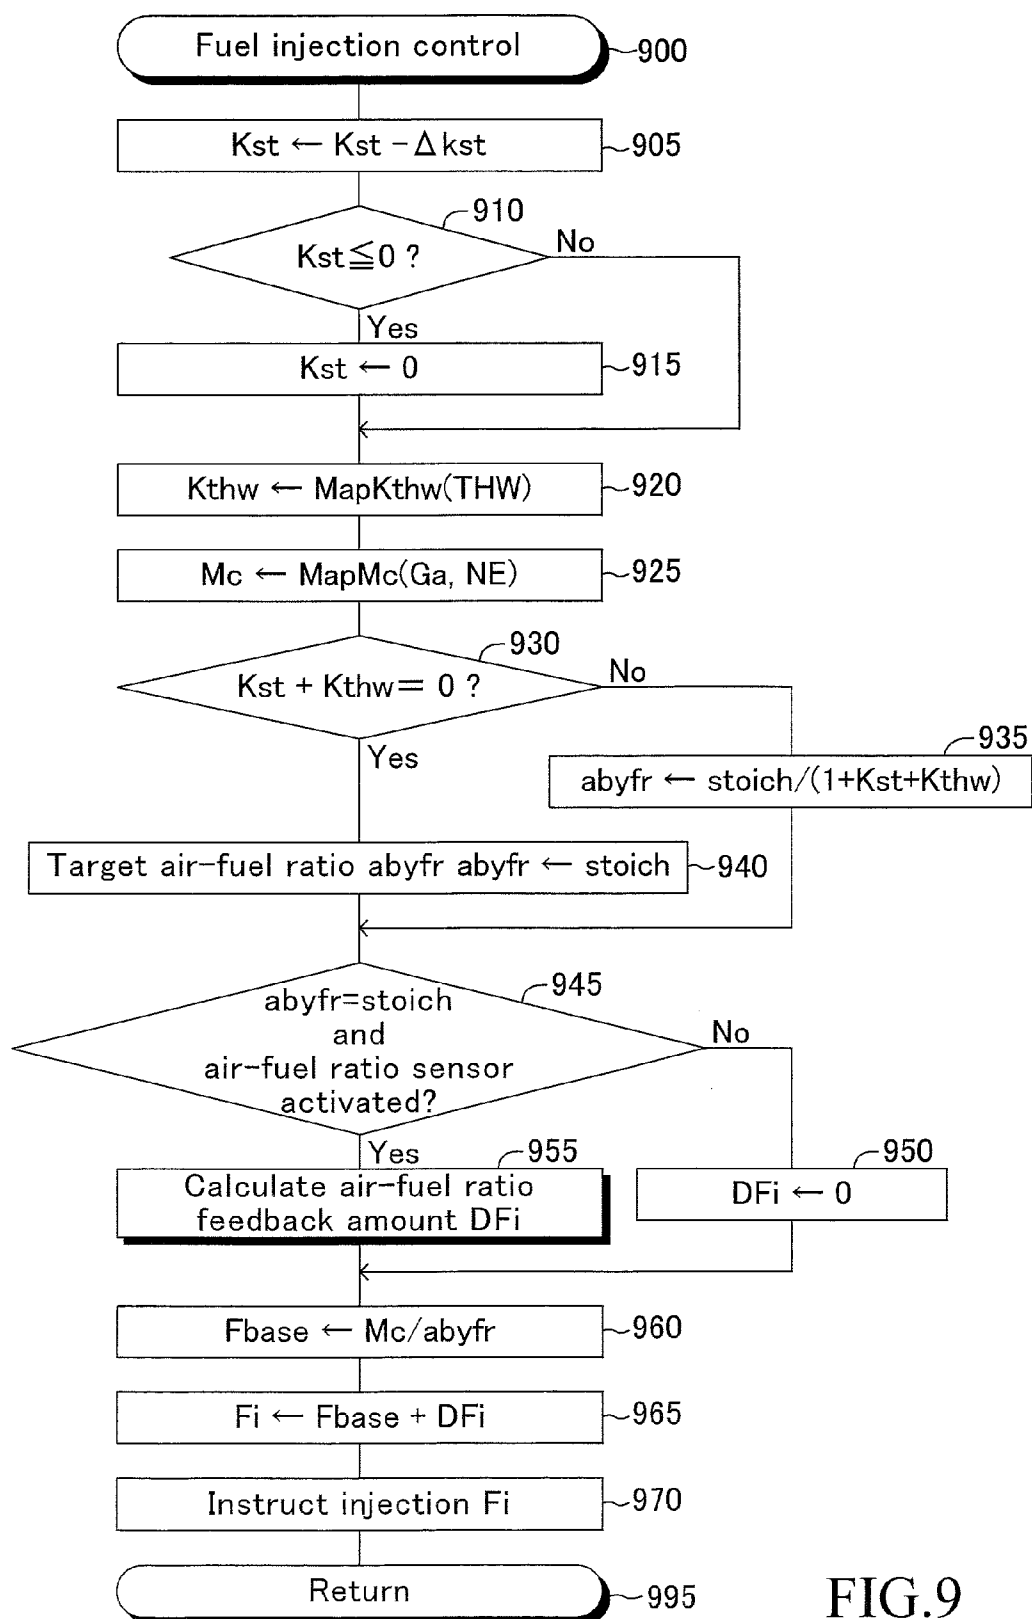 Fuel injection control
900
Kst ← Kst − Δkst
905
910
Kst≦0 ?
No
Yes
Kst ← 0
915
Kthw ← MapKthw(THW)
920
Mc ← MapMc(Ga, NE)
925
930
Kst + Kthw = 0 ?
No
Yes
935
abyfr ← stoich/(1+Kst+Kthw)
Target air-fuel ratio abyfr abyfr ← stoich
940
945
abyfr=stoich
and
air-fuel ratio sensor
activated?
No
Yes
955
Calculate air-fuel ratio
feedback amount DFi
950
DFi ← 0
Fbase ← Mc/abyfr
960
Fi ← Fbase + DFi
965
Instruct injection Fi
970
Return
995
FIG.9